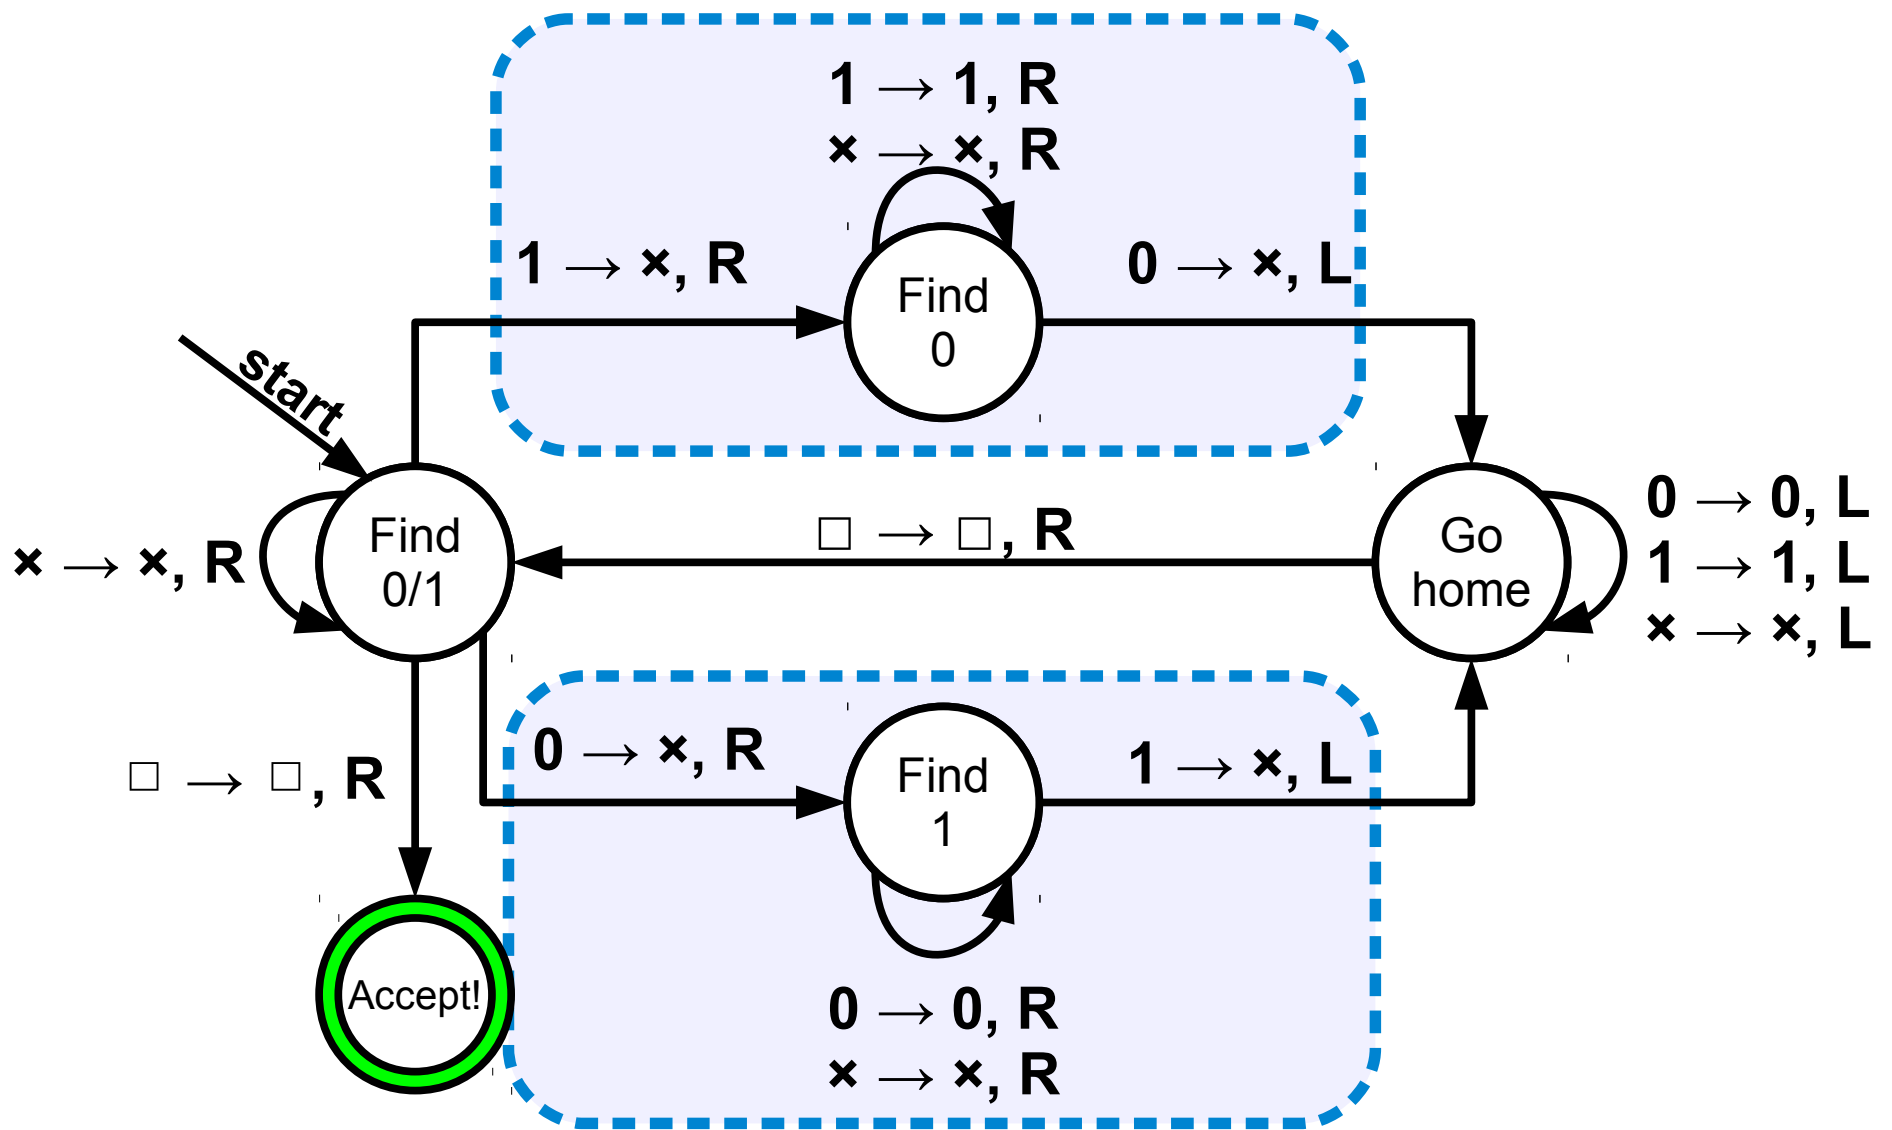 1 → 1, R
× → ×, R
1 → ×, R
Find
0
0 → ×, L
start
Find
0/1
× → ×, R
□ → □, R
Go
home
0 → 0, L
1 → 1, L
× → ×, L
□ → □, R
0 → ×, R
Find
1
1 → ×, L
Accept!
0 → 0, R
× → ×, R